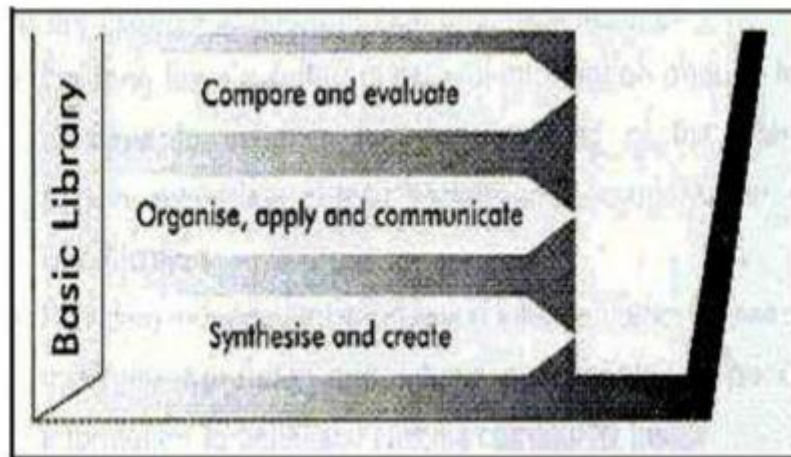 Basic Library
Compare and evaluate
Organise, apply and communicate
Synthesise and create